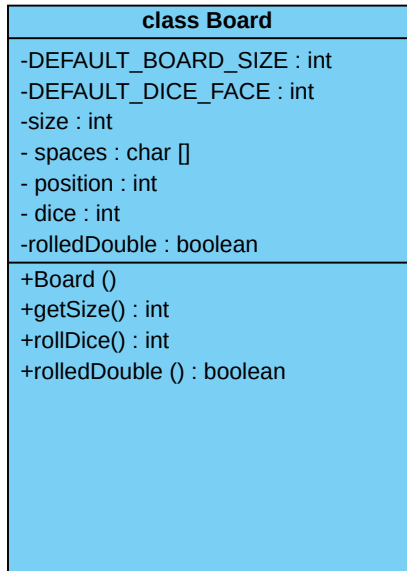 class Board
-DEFAULT_BOARD_SIZE : int
-DEFAULT_DICE_FACE : int
-size : int
- spaces : char []
- position : int
- dice : int
-rolledDouble : boolean
+Board ()
+getSize() : int
+rollDice() : int
+rolledDouble () : boolean